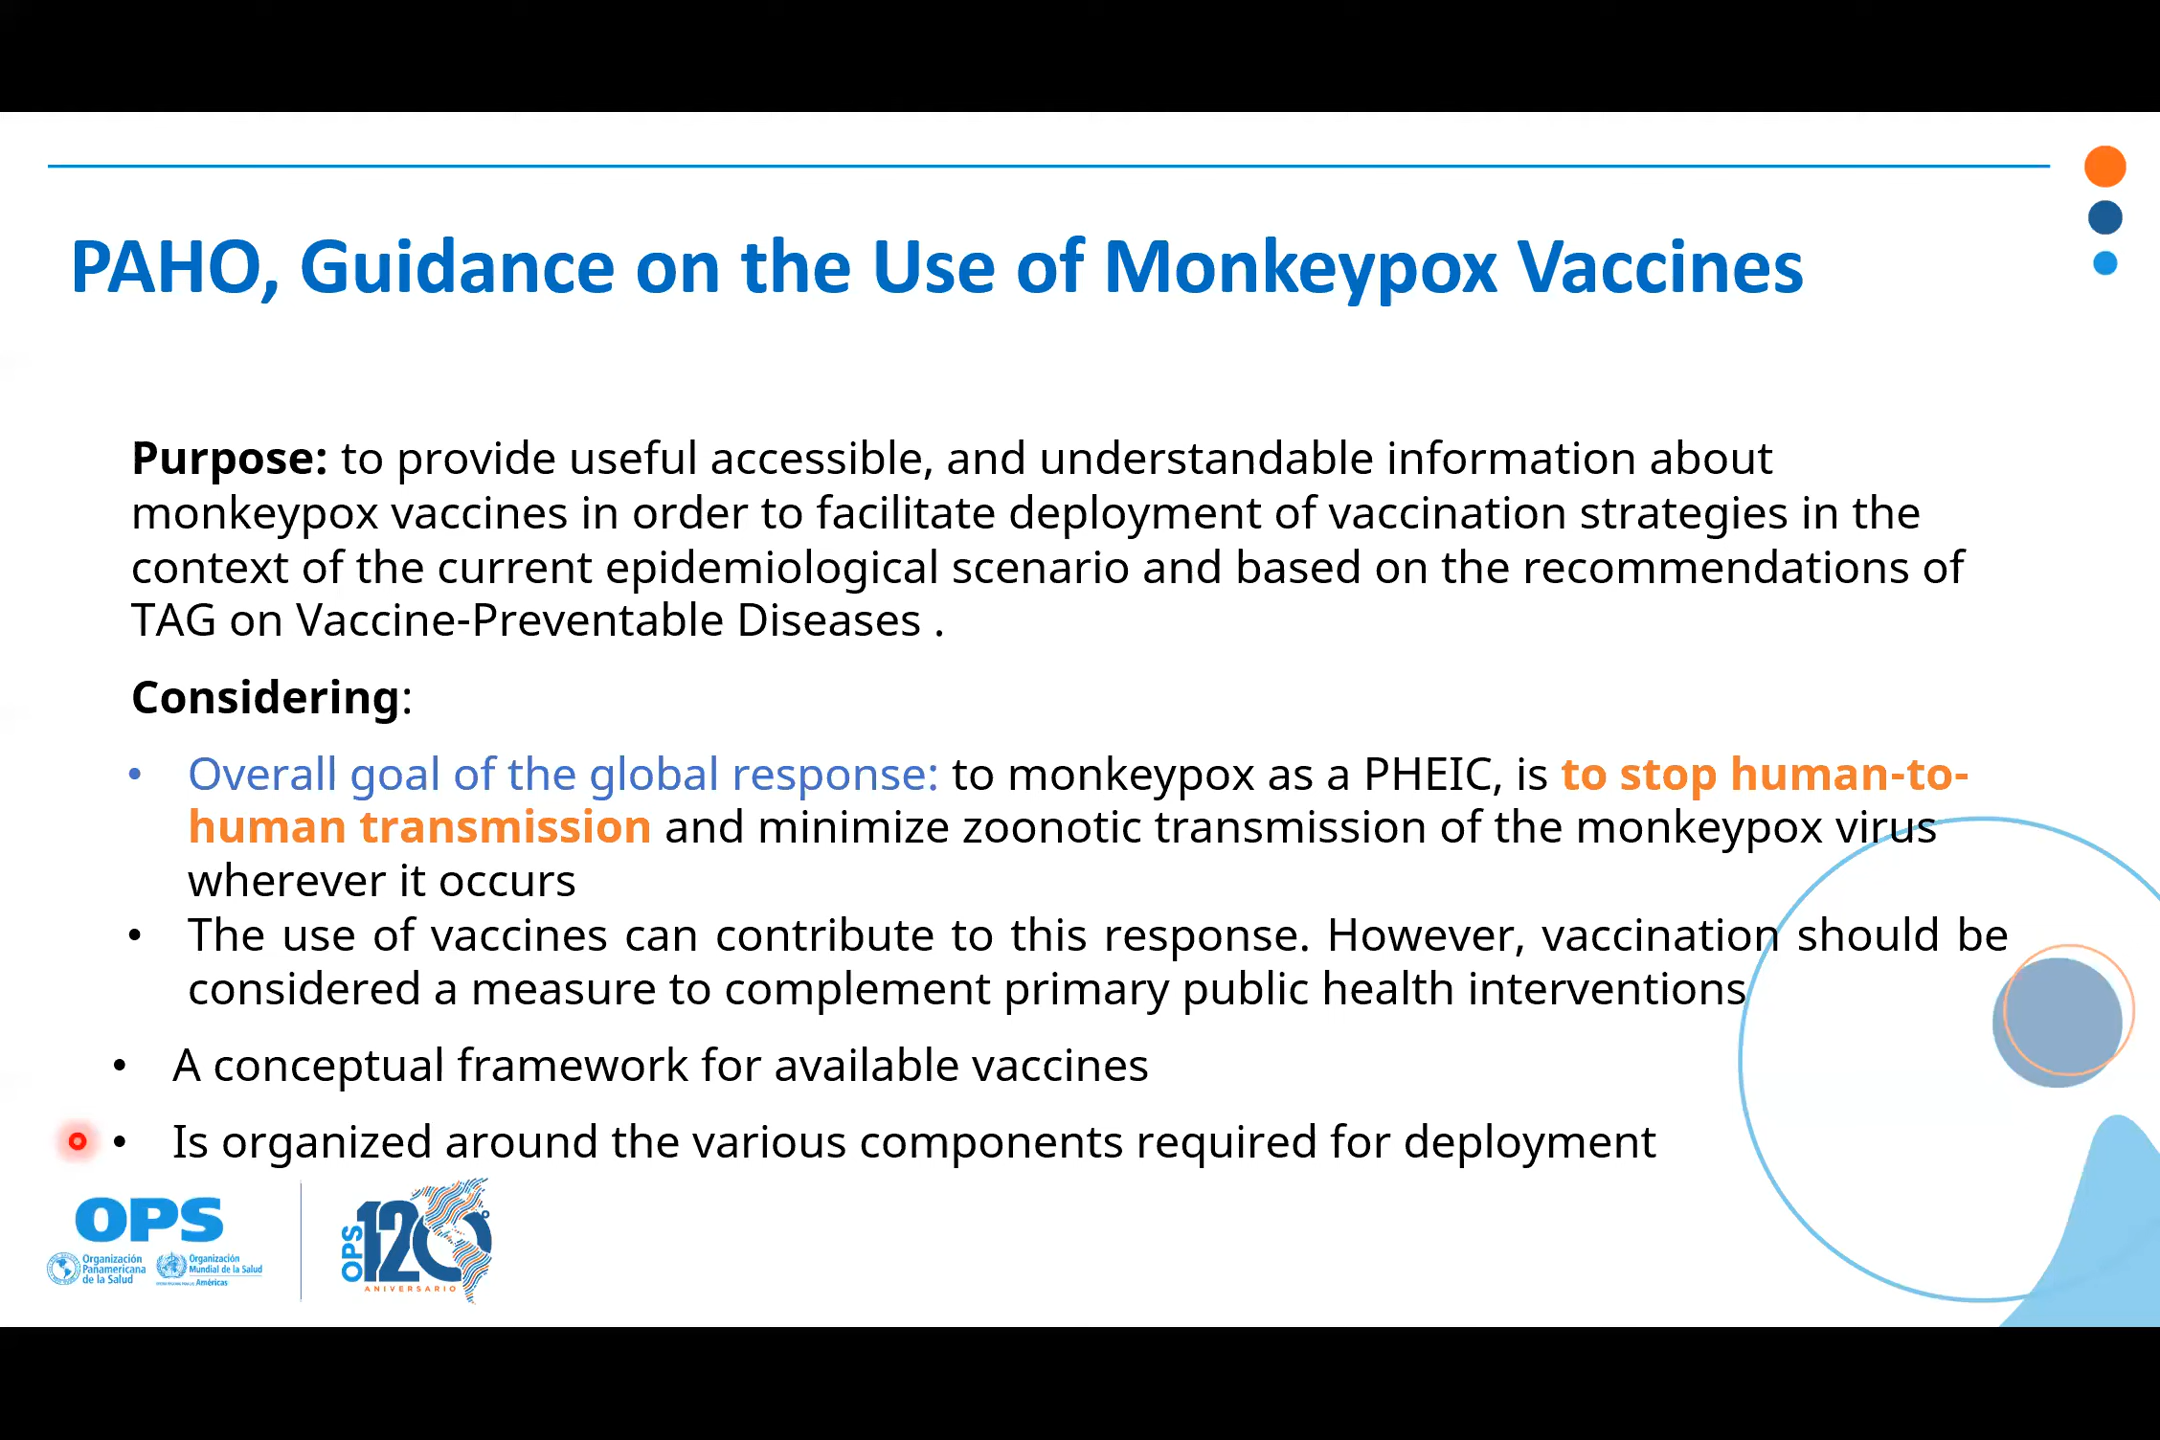 PAHO, Guidance on the Use of Monkeypox Vaccines
Purpose: to provide useful accessible, and understandable information about
monkeypox vaccines in order to facilitate deployment of vaccination strategies in the
context of the current epidemiological scenario and based on the recommendations of
TAG on Vaccine-Preventable Diseases .
Considering:
• Overall goal of the global response: to monkeypox as a PHEIC, is to stop human-to-
human transmission and minimize zoonotic transmission of the monkeypox virus
wherever it occurs
• The use of vaccines can contribute to this response. However, vaccination should be
considered a measure to complement primary public health interventions
• A conceptual framework for available vaccines
• Is organized around the various components required for deployment
OPS
Organización
Panamericana
de la Salud
Organización
Mundial de la Salud
Américas
OPS
120
ANIVERSARIO